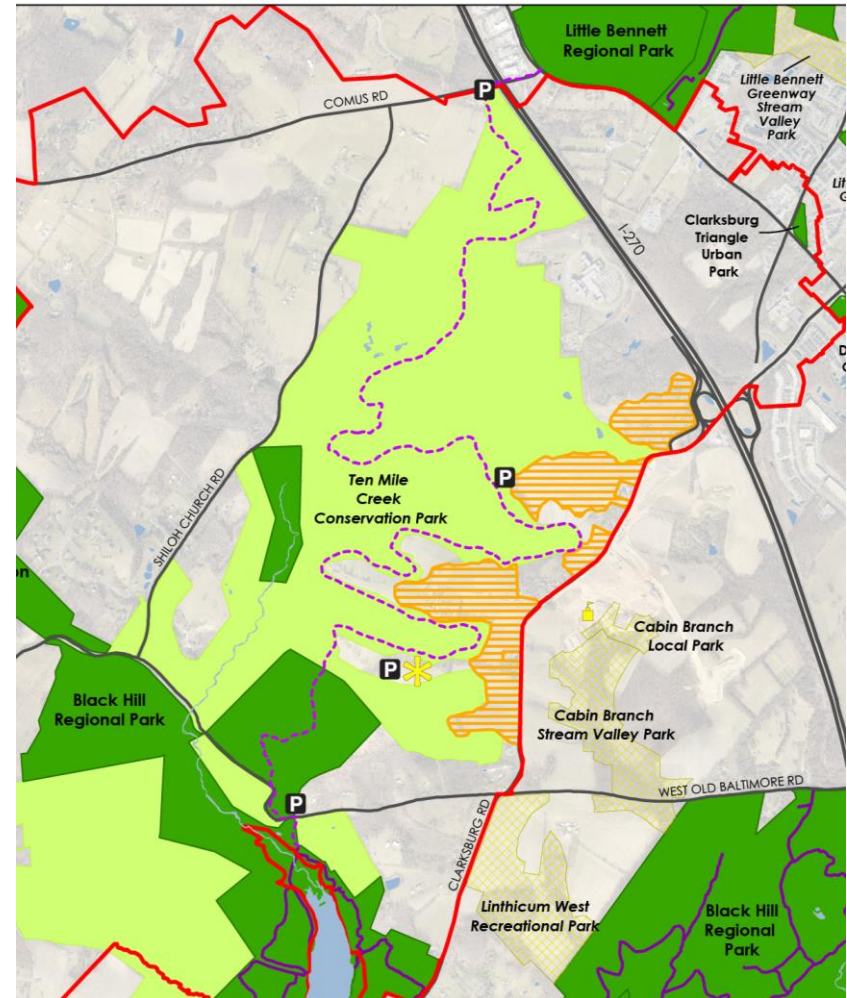 Little Bennett
Regional Park
Little Bennett
Greenway
Stream
Valley
Park
P
COMUS RD
Clarksburg
Triangle
Urban
Park
I-270
P
Ten Mile
Creek
Conservation Park
SHILOH CHURCH RD
Cabin Branch
Local Park
P
Black Hill
Regional Park
Cabin Branch
Stream Valley Park
WEST OLD BALTIMORE RD
P
CLARKSBURG RD
Linthicum West
Recreational Park
Black Hill
Regional
Park